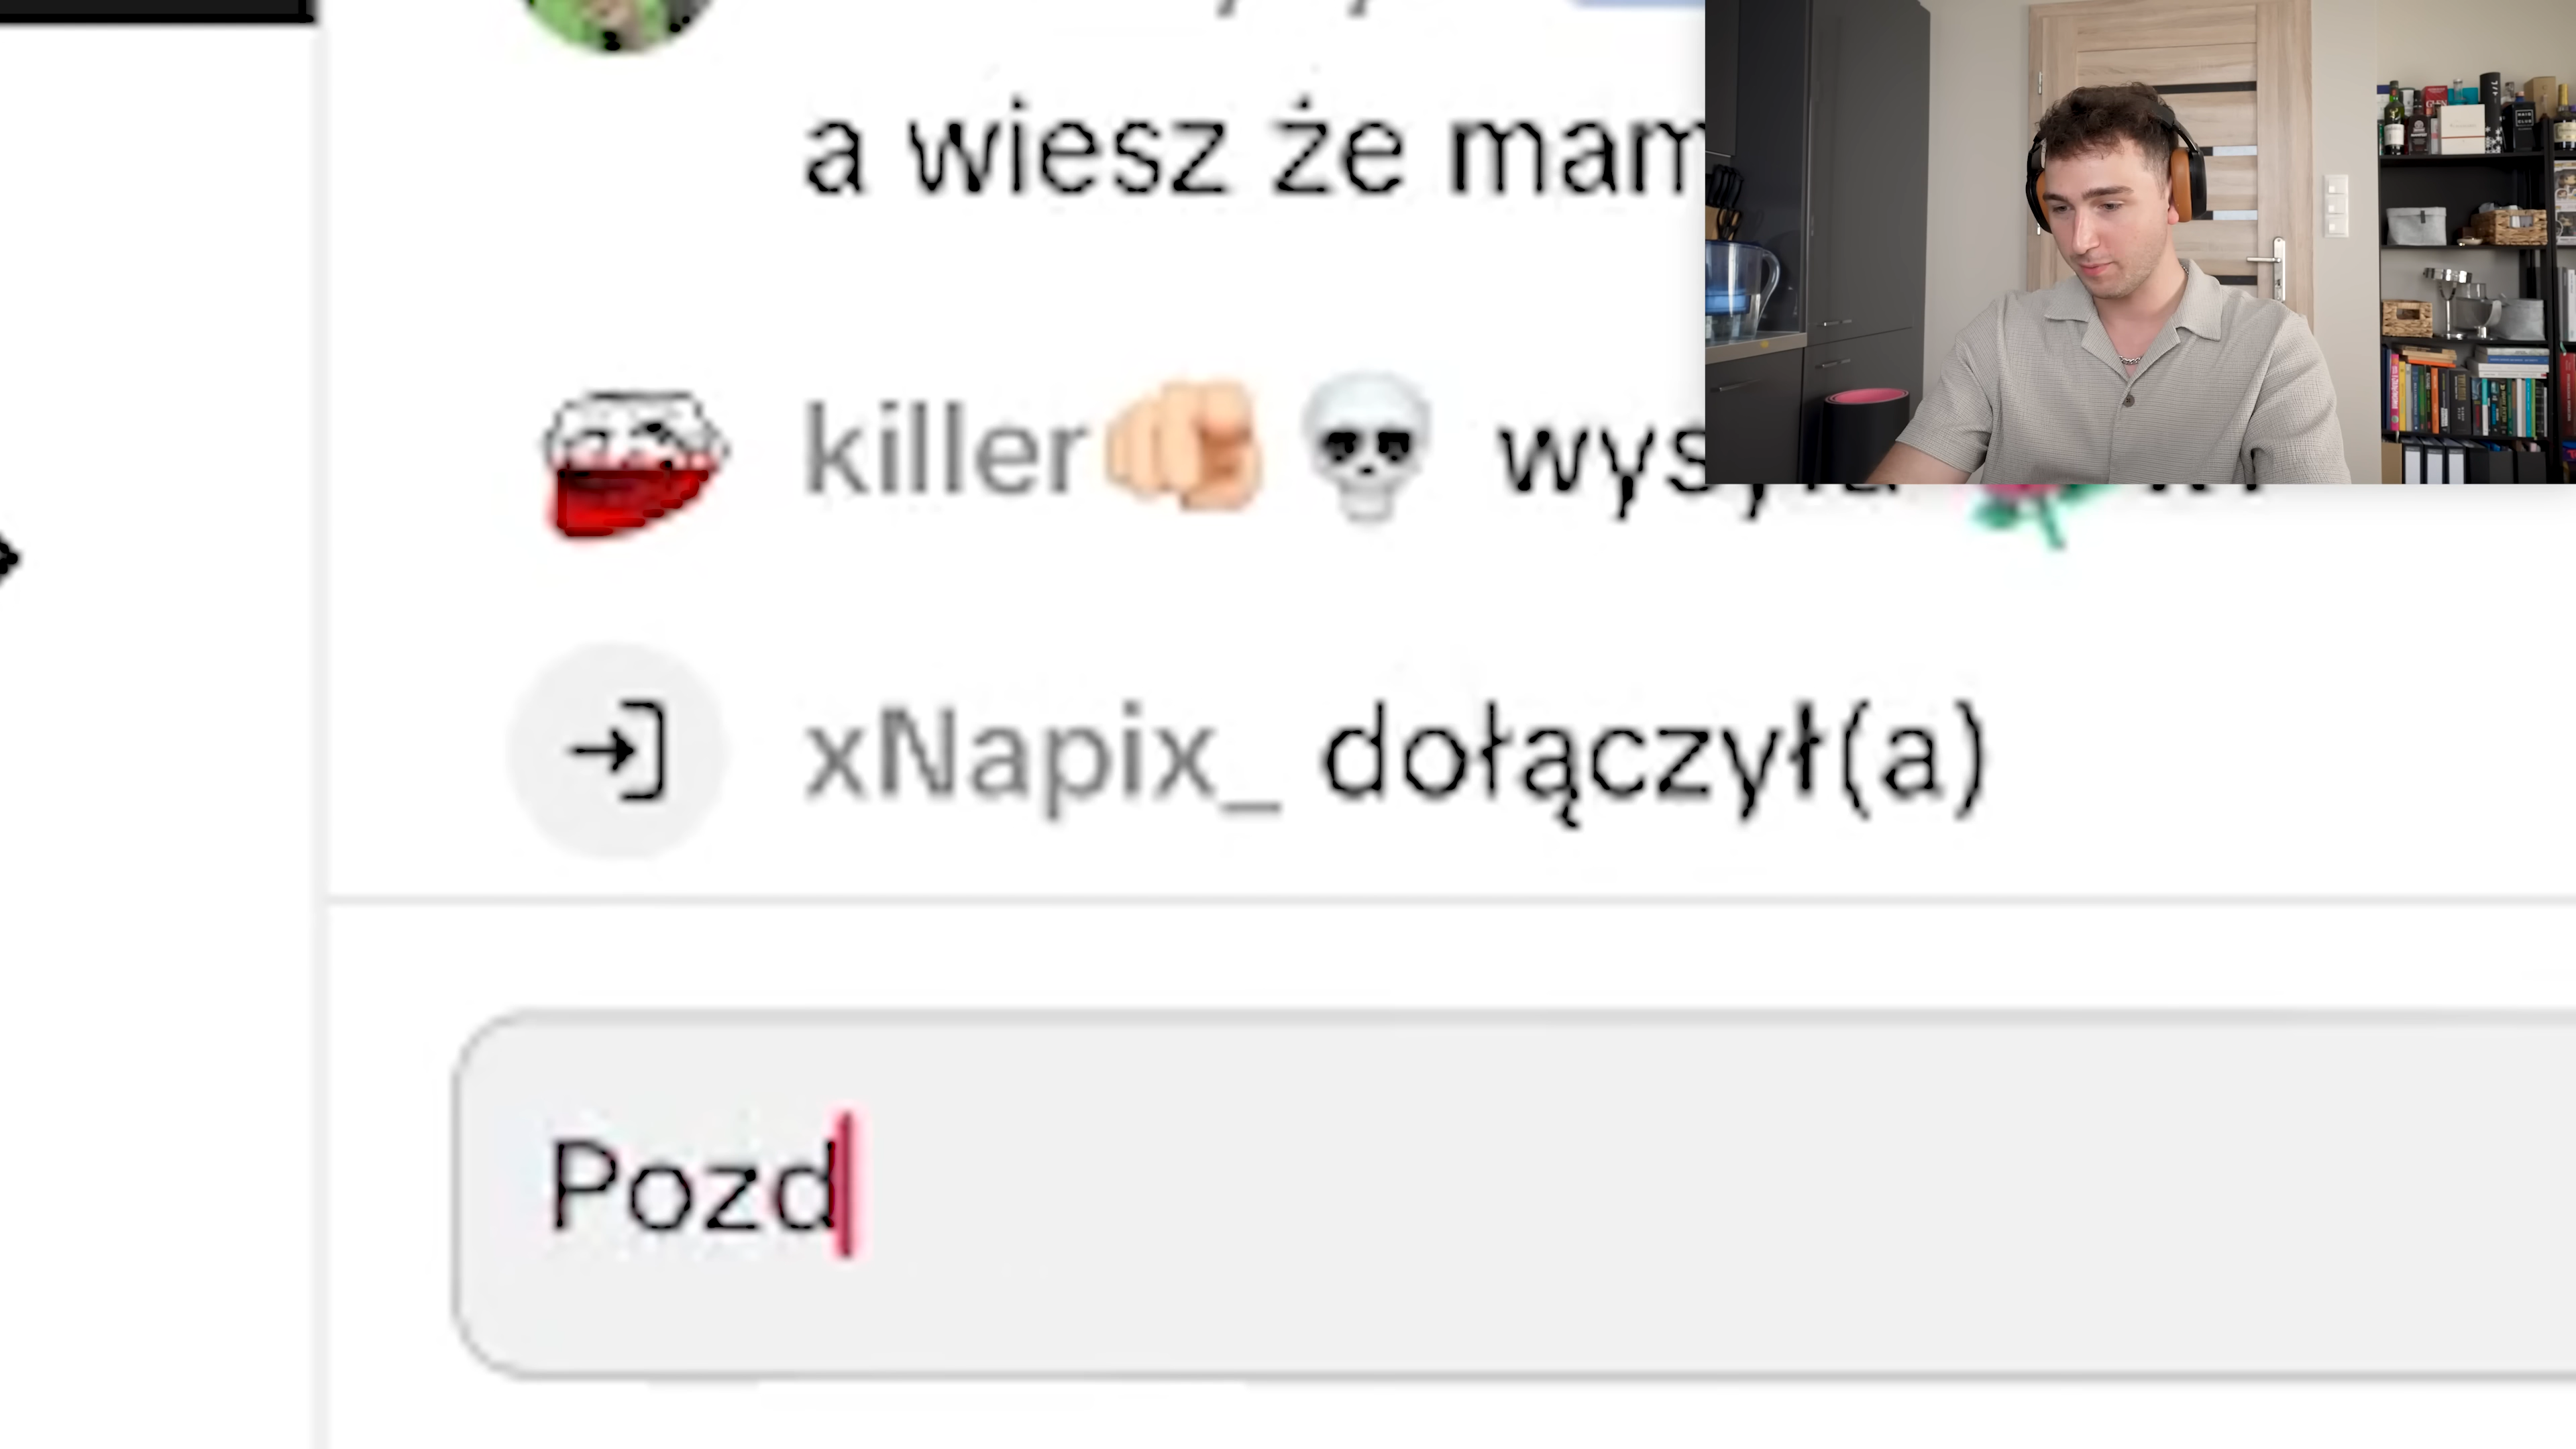 a wiesz że mam
killer🫵💀
xNapix_ dołączył(a)
Pozd